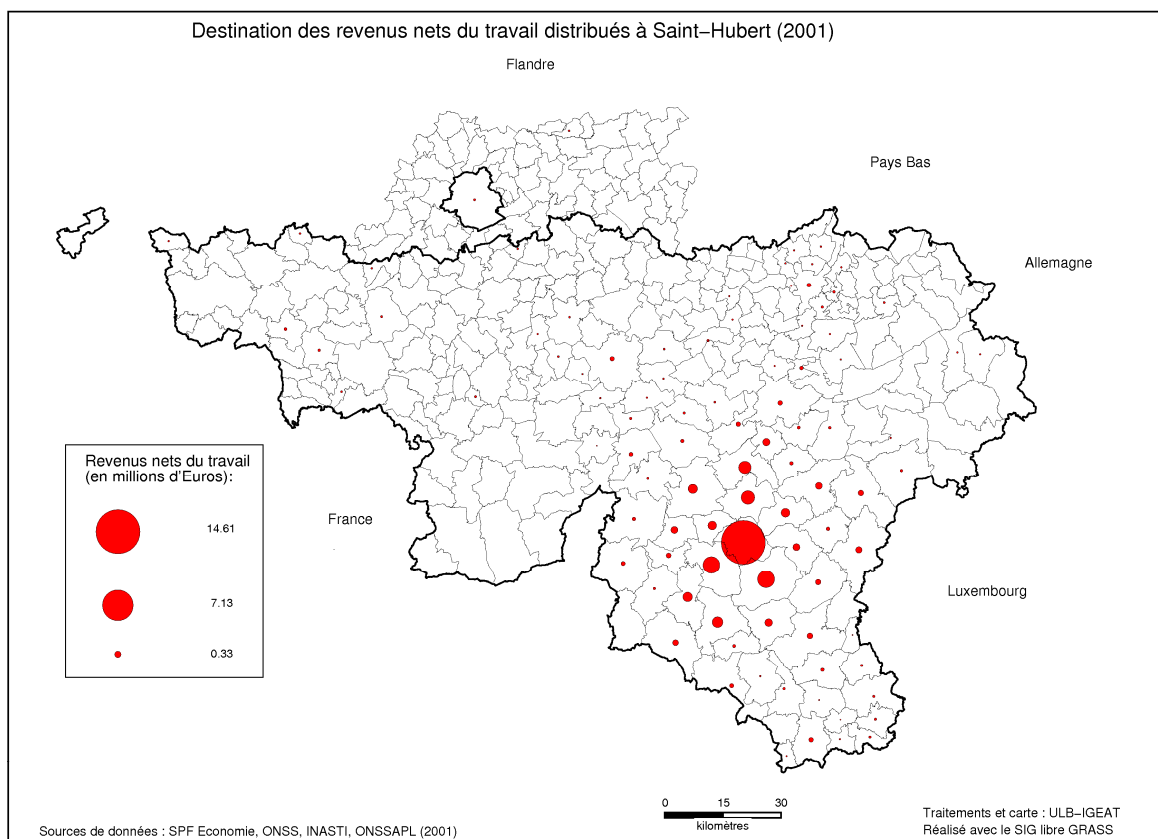 Destination des revenus nets du travail distribués à Saint−Hubert (2001)
Flandre
Pays Bas
Allemagne
Revenus nets du travail
(en millions d'Euros):
14.61
7.13
0.33
France
Luxembourg
0 15 30
kilomètres
Sources de données : SPF Economie, ONSS, INASTI, ONSSAPL (2001)
Traitements et carte : ULB−IGEAT
Réalisé avec le SIG libre GRASS